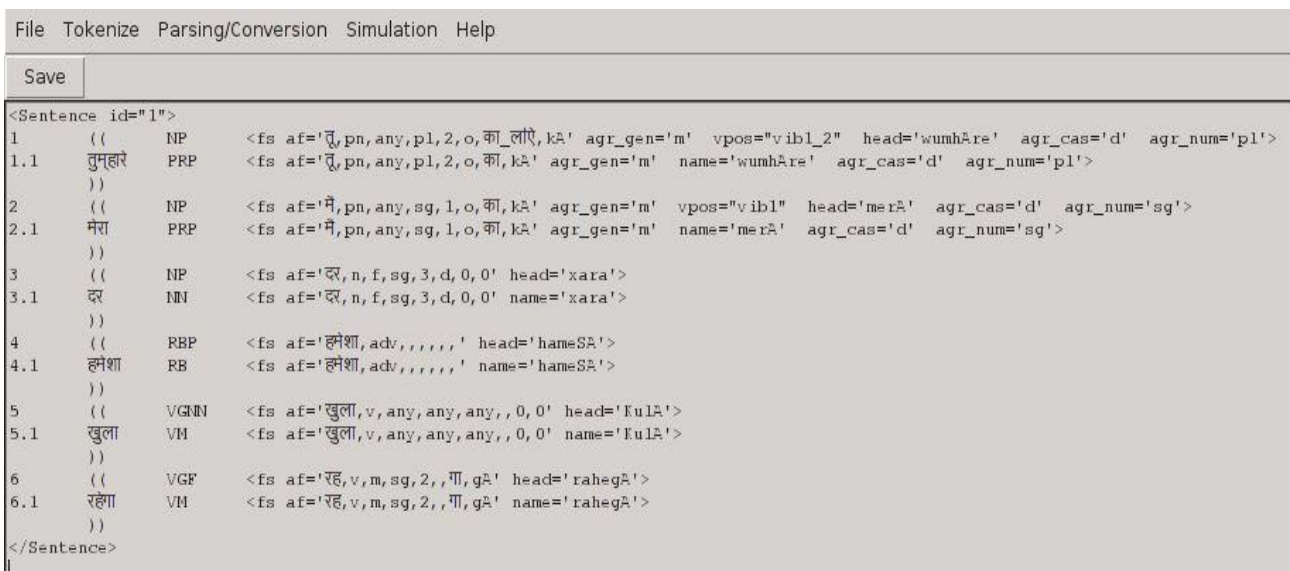 File Tokenize Parsing/Conversion Simulation Help
Save
<Sentence id="1">
1 (( NP <fs af='तू,pn,any,pl,2,o,का_लिऐ,kA' agr_gen='m' vpos="vib1_2" head='wumhAre' agr_cas='d' agr_num='pl'>
1.1 तुम्हारे PRP <fs af='तू,pn,any,pl,2,o,का,kA' agr_gen='m' name='wumhAre' agr_cas='d' agr_num='pl'>
))
2 (( NP <fs af='मैं,pn,any,sg,1,o,का,kA' agr_gen='m' vpos="vib1" head='merA' agr_cas='d' agr_num='sg'>
2.1 मेरा PRP <fs af='मैं,pn,any,sg,1,o,का,kA' agr_gen='m' name='merA' agr_cas='d' agr_num='sg'>
))
3 (( NP <fs af='दर,n,f,sg,3,d,0,0' head='xara'>
3.1 दर NN <fs af='दर,n,f,sg,3,d,0,0' name='xara'>
))
4 (( RBP <fs af='हमेशा,adv,,,,,,' head='hameSA'>
4.1 हमेशा RB <fs af='हमेशा,adv,,,,,,' name='hameSA'>
))
5 (( VGNN <fs af='खुला,v,any,any,any,,0,0' head='KulA'>
5.1 खुला VM <fs af='खुला,v,any,any,any,,0,0' name='KulA'>
))
6 (( VGF <fs af='रह,v,m,sg,2,,गा,gA' head='rahegA'>
6.1 रहेगा VM <fs af='रह,v,m,sg,2,,गा,gA' name='rahegA'>
))
</Sentence>